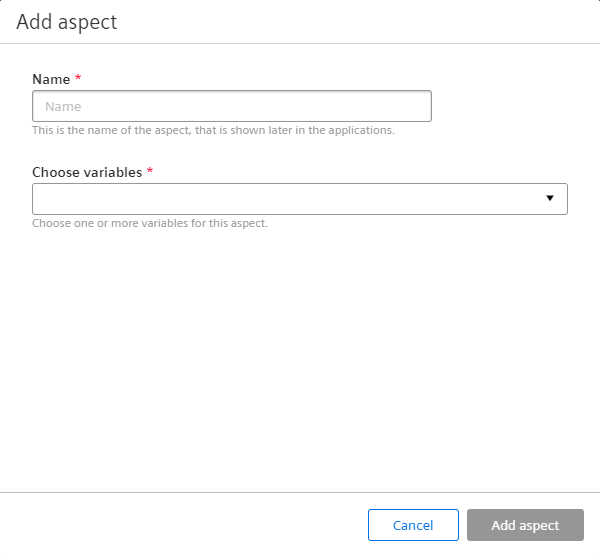 Add aspect
Name *
Name
This is the name of the aspect, that is shown later in the applications.
Choose variables *
Choose one or more variables for this aspect.
Cancel
Add aspect